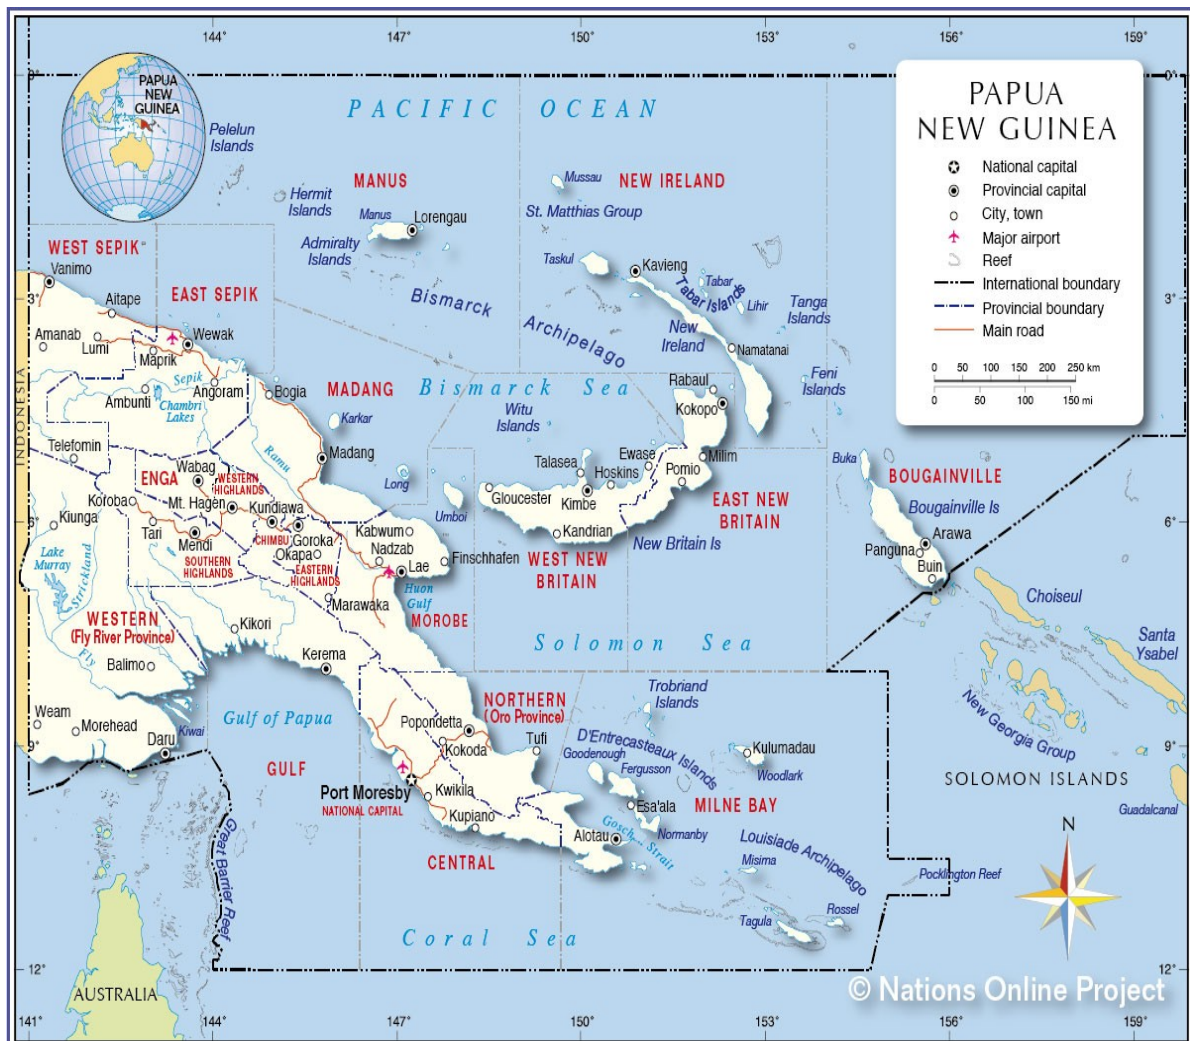 144°
147°
150°
153°
156°
159°
0°
0°
PAPUA
NEW
GUINEA
PACIFIC OCEAN
PAPUA
NEW GUINEA
National capital
Provincial capital
City, town
Major airport
Reef
International boundary
Provincial boundary
Main road
0 50 100 150 200 250 km
0 50 100 150 mi
Pelelun
Islands
Hermit
Islands
MANUS
Manus
Lorengau
Admiralty
Islands
Mussau
NEW IRELAND
St. Matthias Group
Taskul
Kavieng
Tabar
Tabar Islands
Lihir
Tanga
Islands
New
Ireland
Namatanai
Feni
Islands
WEST SEPIK
Vanimo
Aitape
EAST SEPIK
3°
3°
Amanab
Lumi
Maprik
Wewak
Bismarck
Archipelago
Bismarck Sea
INDONESIA
Sepik
Ambunti
Chambri
Lakes
Angoram
Bogia
MADANG
Karkar
Witu
Islands
Rabaul
Kokopo
Telefomin
Ramu
Madang
ENGA
Wabag
WESTERN
HIGHLANDS
Long
Umboi
Talasea
Hoskins
Ewase
Pomio
Milim
Gloucester
Kimbe
Kandrian
EAST NEW
BRITAIN
Buka
BOUGAINVILLE
Bougainville Is
Koroba
Mt. Hagen
Kundiawa
Kiunga
Tari
Mendi
CHIMBU
Goroka
Okapa
Kabwum
Nadzab
Finschhafen
6°
6°
WEST NEW
BRITAIN
New Britain Is
Arawa
Panguna
Buin
Lake
Murray
Strickland
SOUTHERN
HIGHLANDS
EASTERN
HIGHLANDS
Lae
Huon
Gulf
Marawaka
MOROBE
Choiseul
Santa
Ysabel
WESTERN
(Fly River Province)
Kikori
Fly
Balimo
Kerema
Solomon Sea
New Georgia Group
Weam
Morehead
Daru
Kiwai
Gulf of Papua
GULF
NORTHERN
(Oro Province)
Popondetta
Kokoda
Tufi
Trobriand
Islands
D'Entrecasteaux Islands
Goodenough
Fergusson
Kulumadau
Woodlark
9°
9°
SOLOMON ISLANDS
Guadalcanal
Port Moresby
NATIONAL CAPITAL
Kwikila
Kupiano
CENTRAL
Esa'ala
MILNE BAY
Normanby
Alotau
Gosch. Strait
Louisiade Archipelago
Misima
Pocklington Reef
Tagula
Rossel
N
Great Barrier Reef
Coral Sea
AUSTRALIA
12°
12°
© Nations Online Project
141°
144°
147°
150°
153°
156°
159°